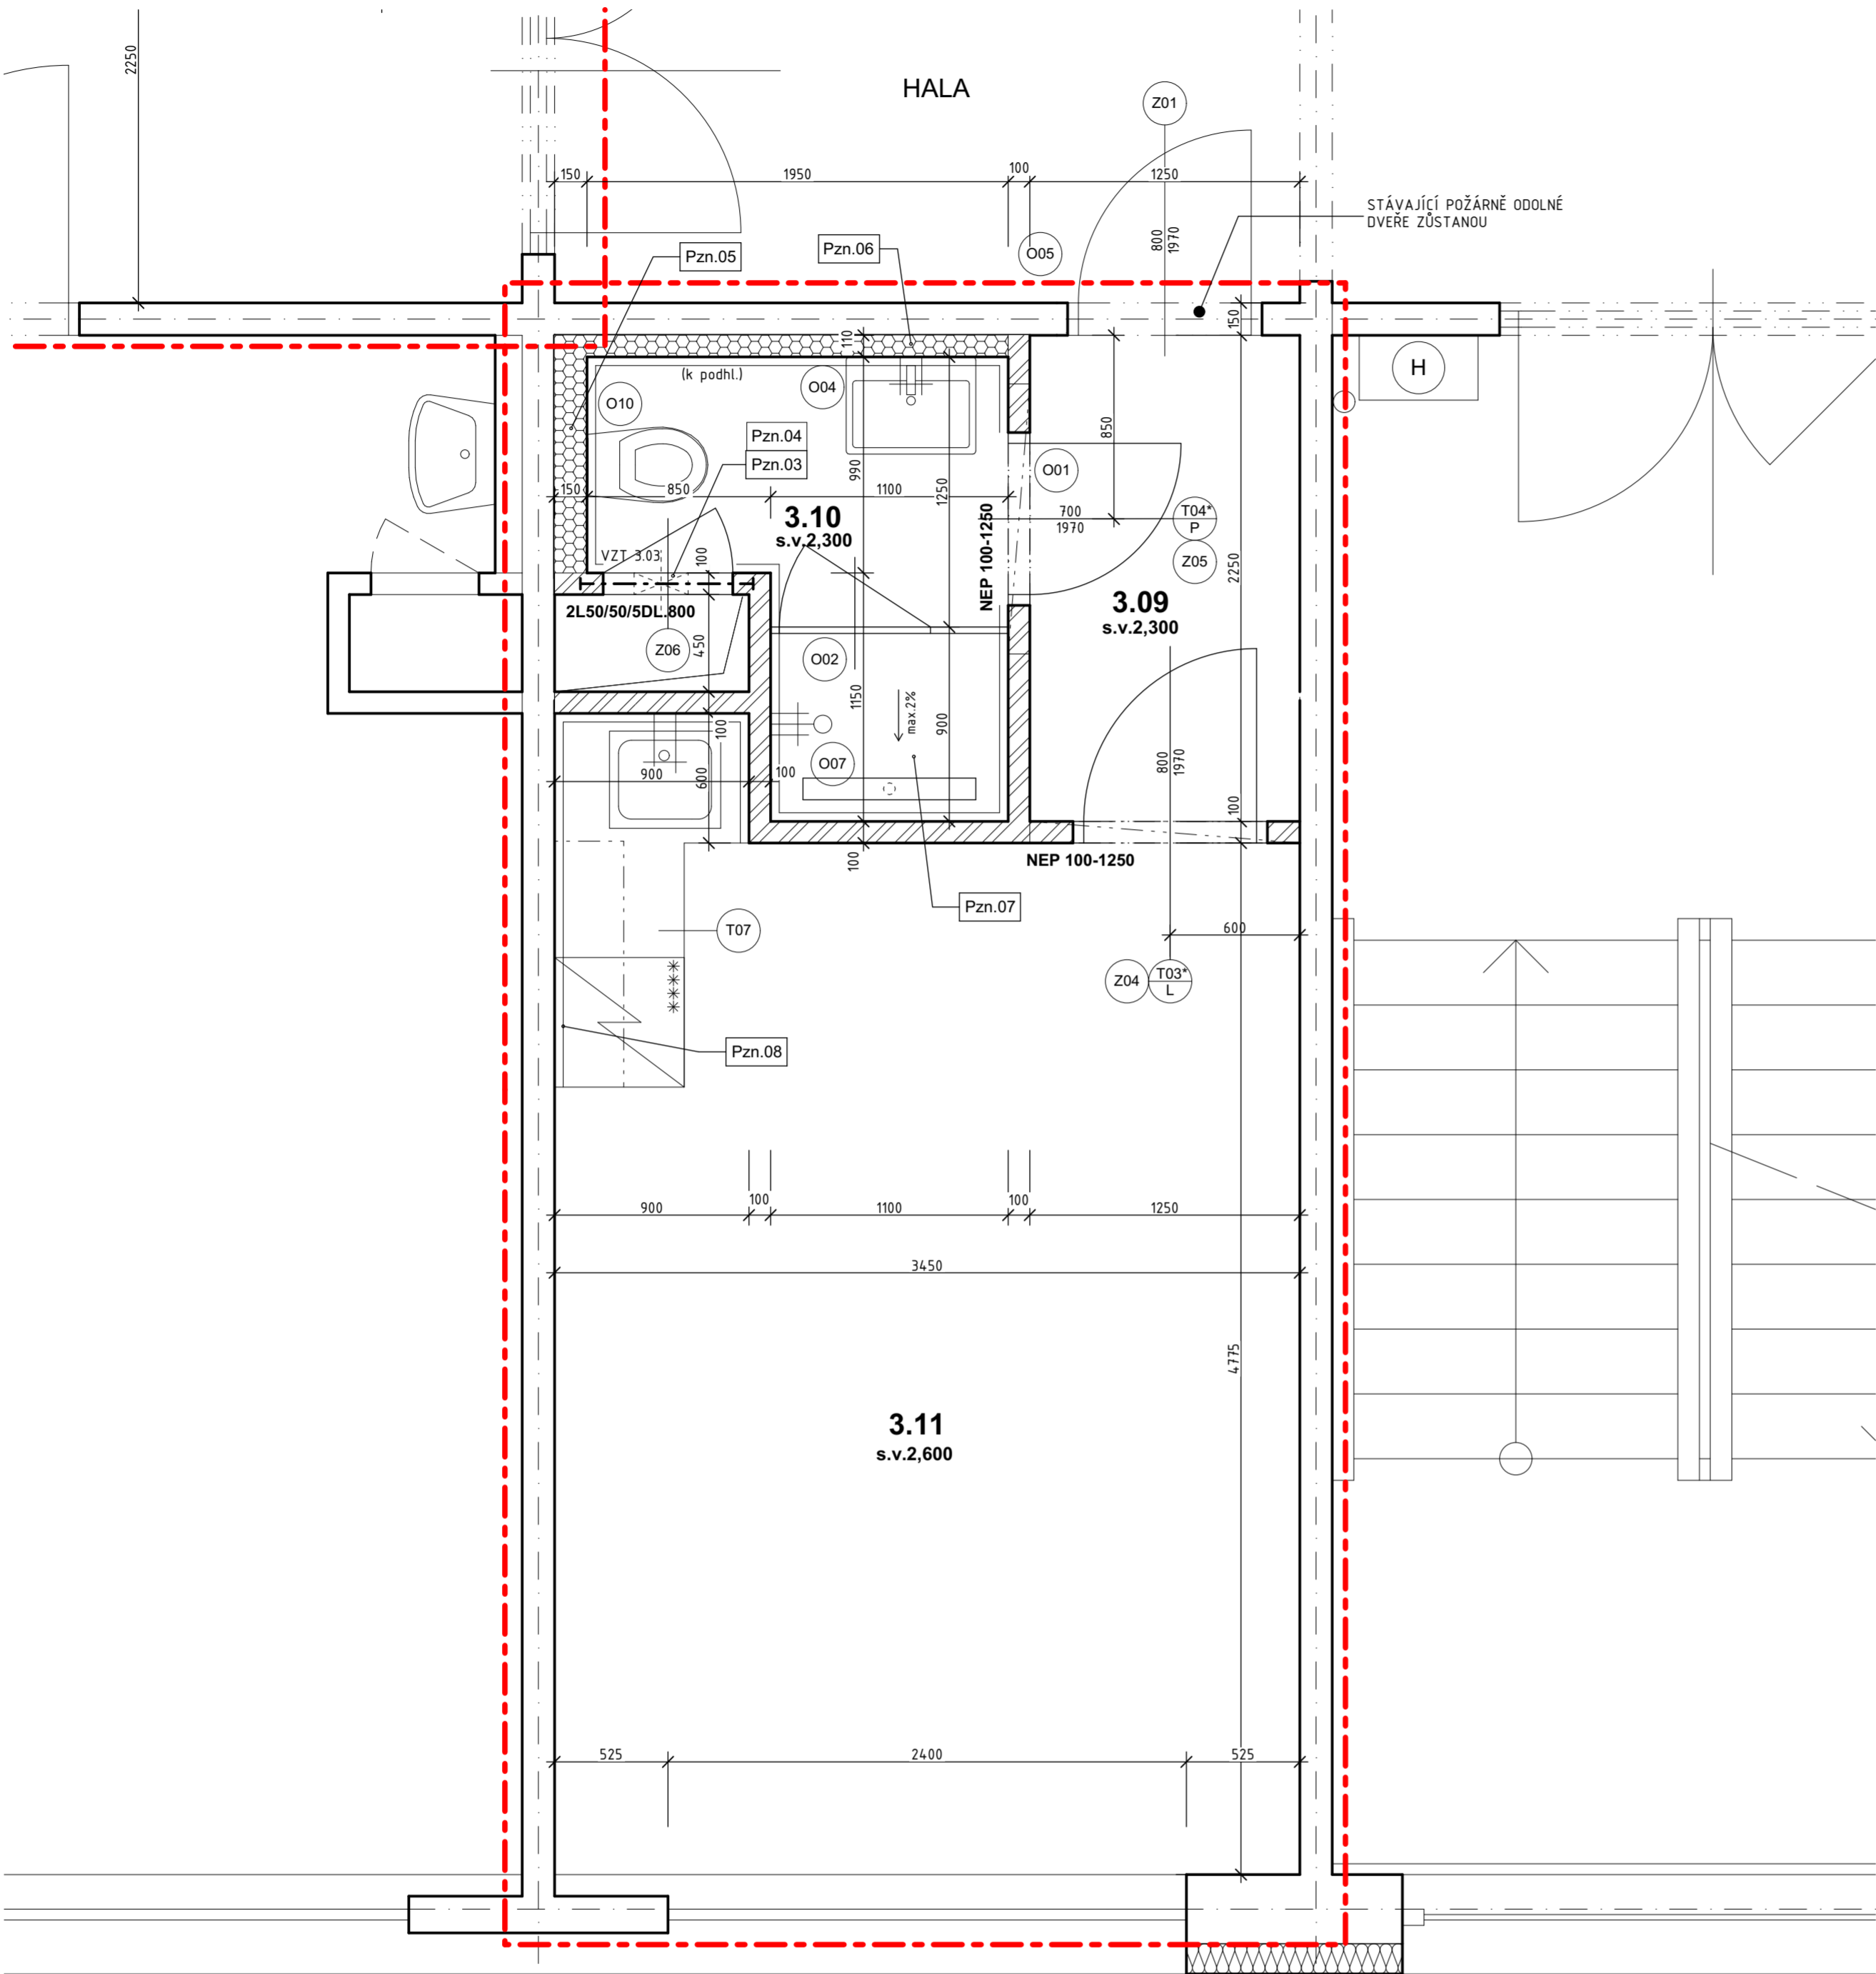 2250
HALA
Z01
150
1950
100
1250
STÁVAJÍCÍ POŽÁRNĚ ODOLNÉ
DVEŘE ZŮSTANOU
800
1970
Pzn.05
Pzn.06
O05
150
110
(k podhl.)
O04
O10
H
Pzn.04
Pzn.03
850
990
O01
150
850
1100
1250
3.10
s.v.2,300
700
1970
T04*
P
Z05
NEP 100-1250
VZT 3.03
100
2250
2L50/50/5DL.800
3.09
s.v.2,300
Z06
450
O02
1150
max.2%
900
100
600
900
100
O07
800
1970
100
100
NEP 100-1250
Pzn.07
T07
600
Z04
T03*
L
****
Pzn.08
900
100
1100
100
1250
3450
4775
3.11
s.v.2,600
525
2400
525